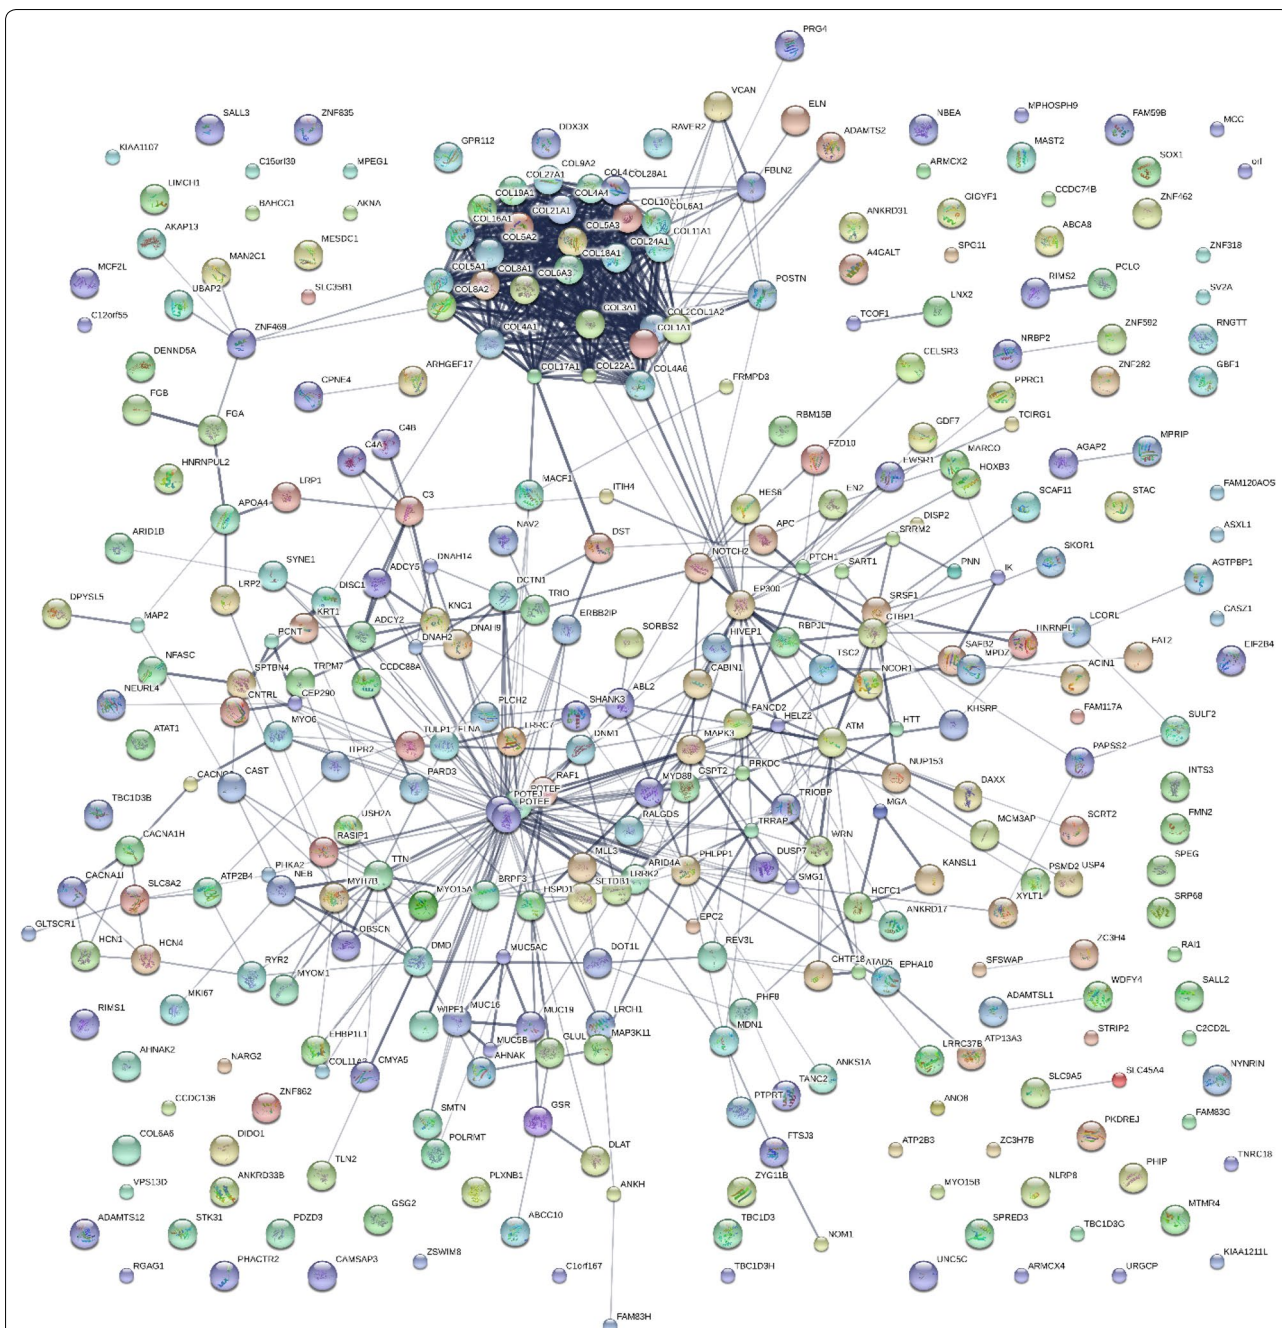 PRG4
VCAN
ELN
SALL3
ZNF835
NBEA
MPHOSPH9
FAM59B
DDX3X
RAVER2
ADAMTS2
KIAA1107
GPR112
MAST2
C15orf39
MPEG1
COL9A2
COL27A1
COL28A1
ARMCX2
SOX1
LIMCH1
COL19A1
COL4A4
FBLN2
CCDC74B
BAHCC1
AKNA
COL16A1
COL21A1
COL6A1
ANKRD31
GIGYF1
ZNF462
AKAP13
MESDC1
COL5A3
COL11A1
ABCA8
COL24A1
SPG11
ZNF318
MAN2C1
COL18A1
A4GALT
MCF2L
COL5A1
COL8A1
COL6A3
POSTN
RIMS2
PCLO
UBAP2
SLC35B1
COL8A2
LNX2
SV2A
C12orf55
ZNF469
COL4A1
COL3A1
COL1A2
COL1A1
TCOF1
ZNF592
RNGTT
DENND5A
ARHGEF17
COL17A1
COL22A1
COL4A6
CELSR3
NRBP2
CPNE4
FRMPD3
ZNF282
GBF1
FGB
FGA
PPRC1
RBM15B
GDF7
TCIRG1
C4B
C4A
FZD10
MARCO
AGAP2
MPRIP
HNRNPUL2
EWSR1
HOXB3
LRP1
C3
MACF1
ITIH4
HES6
EN2
SCAF11
STAC
FAM120AOS
APOA4
DISP2
ARID1B
NAV2
DST
APC
SRRM2
ASXL1
SYNE1
DNAH14
NOTCH2
PTCH1
SART1
PNN
SKOR1
ADCY5
DCTN1
IK
AGTPBP1
LRP2
DISC1
KNG1
TRIO
EP300
SRSF1
DPYSL5
MAP2
KRT1
ADCY2
ERBB2IP
CTBP1
LCORL
CASZ1
PCNT
DNAH2
DNAH9
SORBS2
HIVEP1
RBPJL
HNRNPL
NFASC
SPTBN4
TRPM7
CCDC88A
TSC2
SAFB2
MPDZ
FAT2
EIF2B4
CABIN1
NCOR1
ACIN1
NEURL4
CNTRL
CEP290
PLCH2
SHANK3
ABL2
FANCD2
HELZ2
HTT
KHSRP
FAM117A
SULF2
ATAT1
MYO6
TULP1
LRRC7
MAPK3
ATM
ITPR2
DNM1
NUP153
PAPSS2
CAST
PARD3
RAF1
MYD88
GSPT2
PRKDC
DAXX
INTS3
TBC1D3B
POTEJ
POTEF
POTEE
TRIOBP
MGA
USH2A
RALGDS
TRRAP
MCM3AP
SCRT2
FMN2
CACNA1H
RASIP1
WRN
TTN
MLL3
ARID4A
PHLPP1
DUSP7
KANSL1
PSMD2
USP4
SPEG
CACNA1I
PHKA2
NEB
SLC8A2
ATP2B4
MYH7B
MYO15A
BRPF3
HSPD1
SETDB1
LRRK2
SMG1
HCFC1
XYLT1
SRP68
GLTSCR1
OBSCN
EPC2
ANKRD17
HCN1
HCN4
DMD
MUC5AC
DOT1L
REV3L
ZC3H4
RAI1
RYR2
MYOM1
CHTF18
ATAD5
EPHA10
SFSWAP
MKI67
WIPF1
MUC16
MUC19
LRCH1
PHF8
ADAMTSL1
WDFY4
SALL2
RIMS1
EHBP1L1
MUC5B
GLUL
MAP3K11
MDN1
STRIP2
C2CD2L
AHNAK2
NARG2
CMYA5
AHNAK
ANKS1A
LRRC37B
ATP13A3
TANC2
SLC9A5
SLC45A4
NYNRIN
CCDC136
ZNF862
SMTN
GSR
PTPRT
ANO8
PKDREJ
FAM83G
COL6A6
DIDO1
POLRMT
DLAT
FTSJ3
ATP2B3
ZC3H7B
TNRC18
VPS13D
ANKRD33B
TLN2
PLXNB1
ANKH
ZYG11B
MYO15B
NLRP8
PHIP
ADAMTS12
STK31
PDZD3
GSG2
ABCC10
TBC1D3
NOM1
SPRED3
TBC1D3G
MTMR4
RGAG1
PHACTR2
CAMSAP3
ZSWIM8
C1orf167
TBC1D3H
UNC5C
ARMCX4
URGCP
KIAA1211L
FAM83H